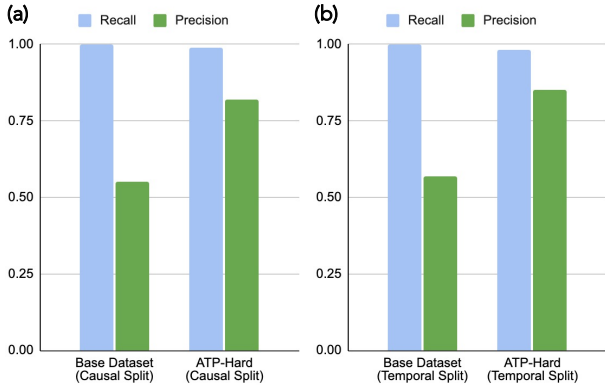 (a)
Recall Precision
1.00
0.75
0.50
0.25
0.00
Base Dataset
(Causal Split)
ATP-Hard
(Causal Split)
(b)
Recall Precision
1.00
0.75
0.50
0.25
0.00
Base Dataset
(Temporal Split)
ATP-Hard
(Temporal Split)